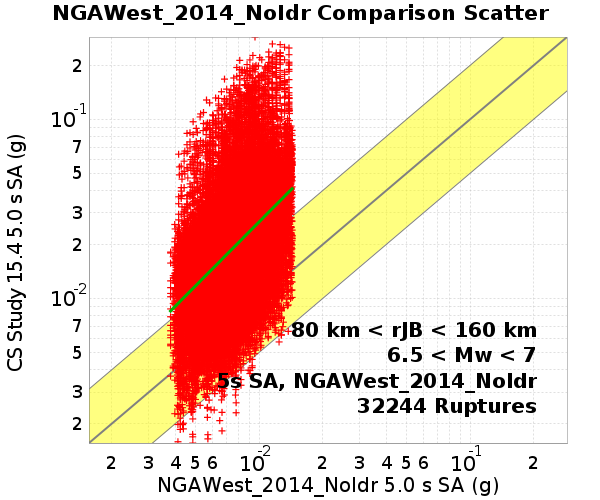 NGAWest_2014_NoIdr Comparison Scatter
2
10-1
7
5
3
2
10-2
7
5
3
2
CS Study 15.4 5.0 s SA (g)
80 km < rJB < 160 km
6.5 < Mw < 7
5s SA, NGAWest_2014_NoIdr
32244 Ruptures
2 3 4 5 6 10-2 2 3 4 5 6 10-1 2
NGAWest_2014_NoIdr 5.0 s SA (g)